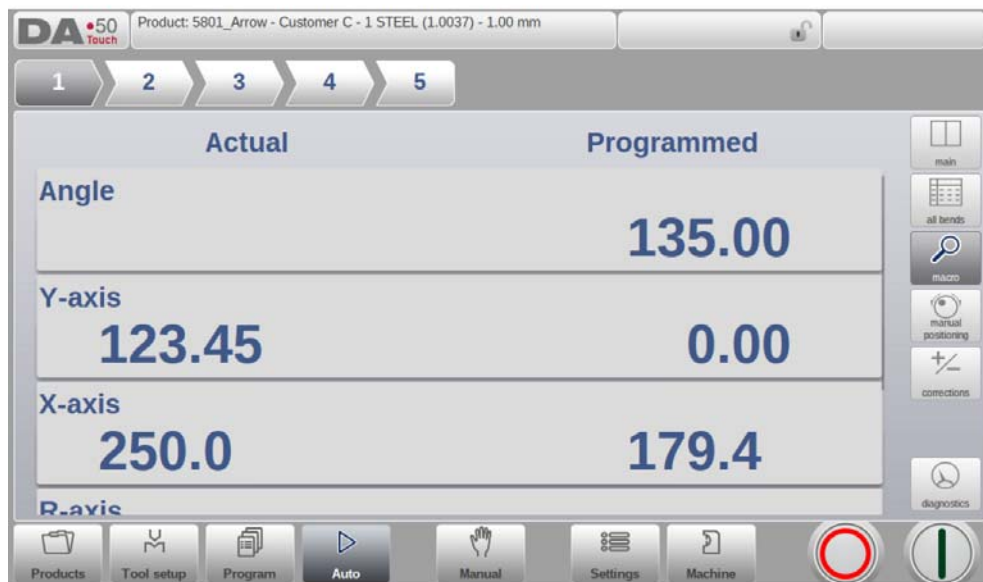 DA•50
Touch
Product: 5801_Arrow - Customer C - 1 STEEL (1.0037) - 1.00 mm
1 2 3 4 5
Actual Programmed
Angle
135.00
Y-axis
123.45 0.00
X-axis
250.0 179.4
R-axis
main
all bends
macro
manual
positioning
corrections
diagnostics
Products Tool setup Program Auto Manual Settings Machine